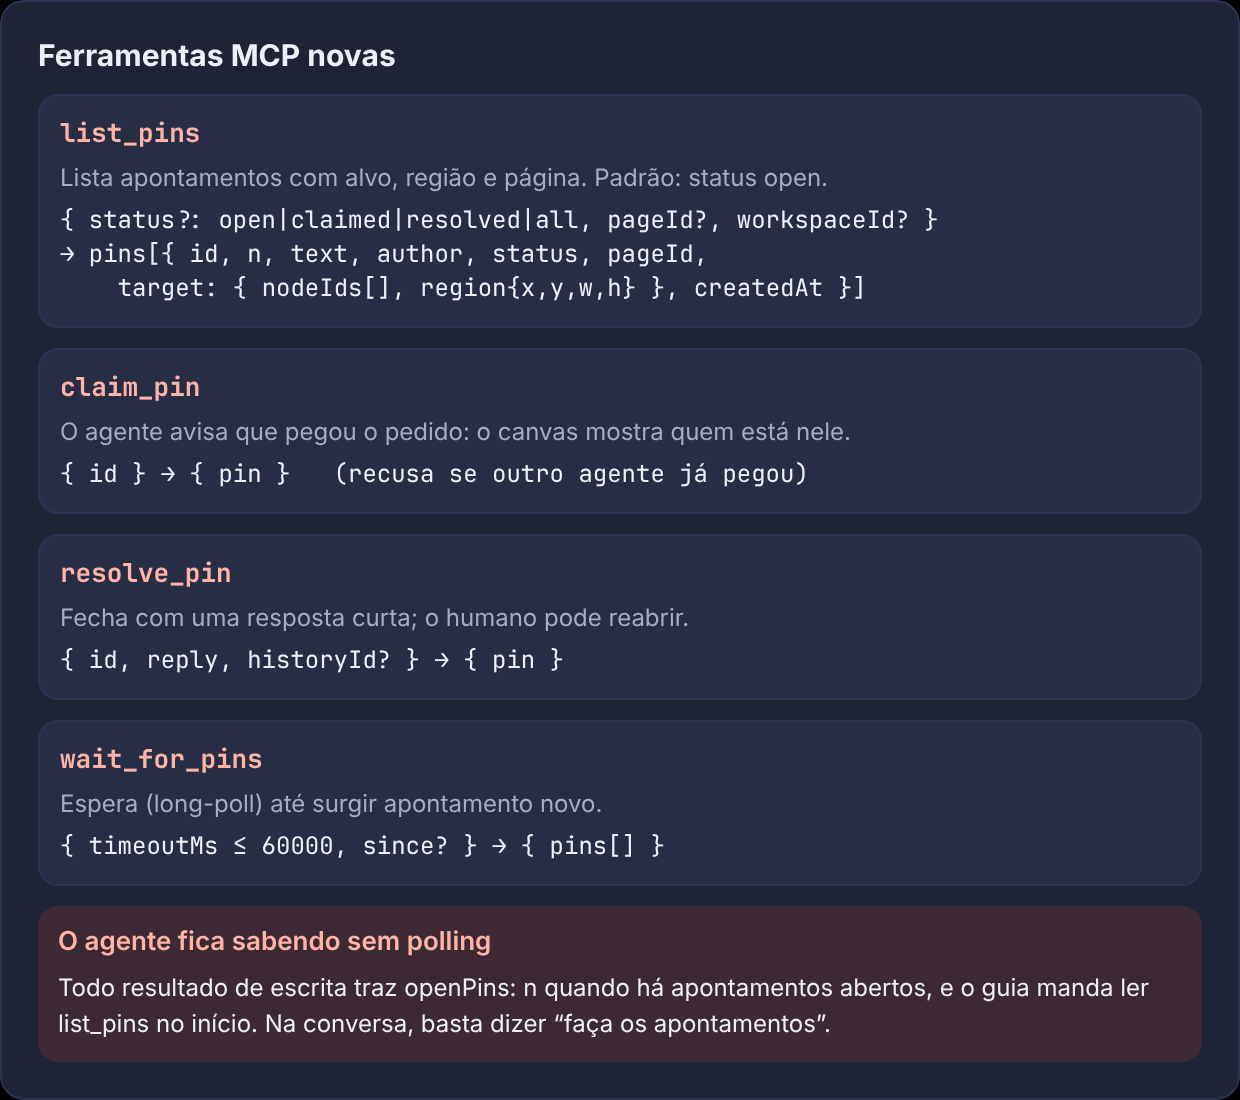 Ferramentas MCP novas
list_pins
Lista apontamentos com alvo, região e página. Padrão: status open.
{ status?: open|claimed|resolved|all, pageId?, workspaceId? }
→ pins[{ id, n, text, author, status, pageId,
target: { nodeIds[], region{x,y,w,h} }, createdAt }]
claim_pin
O agente avisa que pegou o pedido: o canvas mostra quem está nele.
{ id } → { pin }   (recusa se outro agente já pegou)
resolve_pin
Fecha com uma resposta curta; o humano pode reabrir.
{ id, reply, historyId? } → { pin }
wait_for_pins
Espera (long-poll) até surgir apontamento novo.
{ timeoutMs ≤ 60000, since? } → { pins[] }
O agente fica sabendo sem polling
Todo resultado de escrita traz openPins: n quando há apontamentos abertos, e o guia manda ler
list_pins no início. Na conversa, basta dizer “faça os apontamentos”.